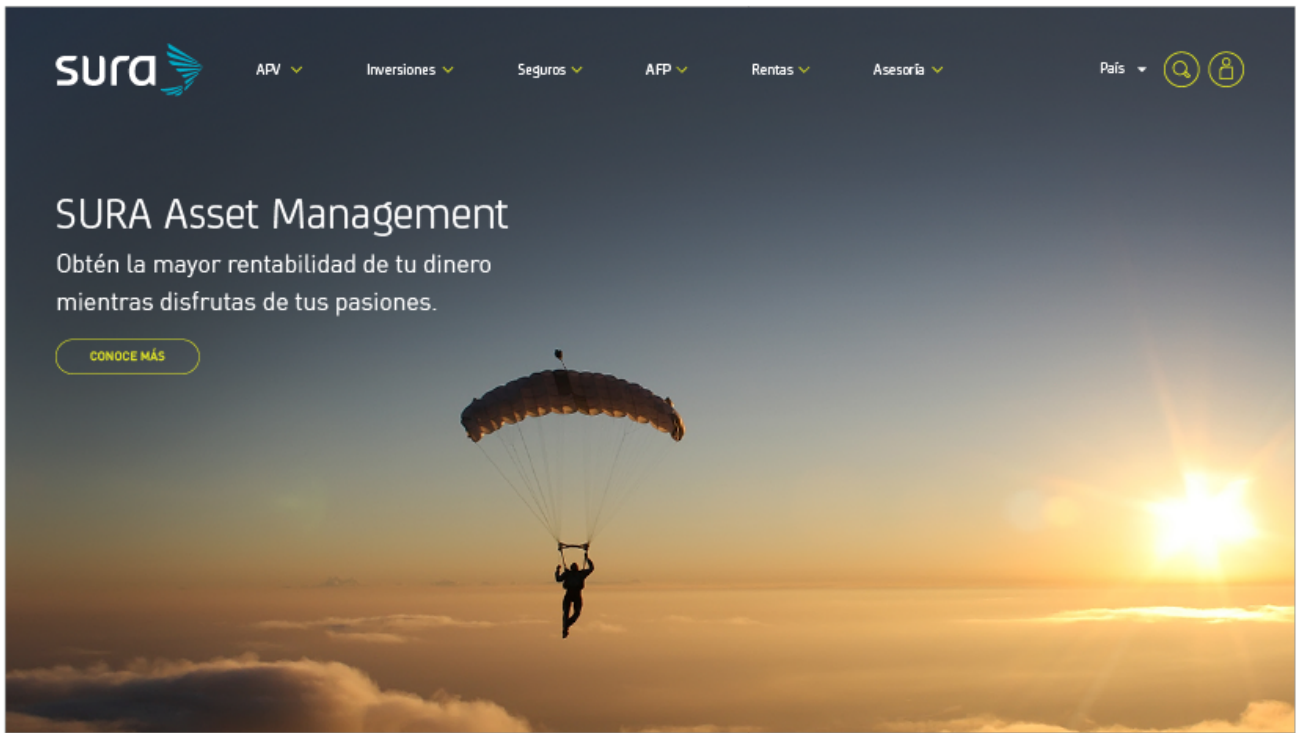 sura
APV
Inversiones
Seguros
AFP
Rentas
Asesoría
País
SURA Asset Management
Obtén la mayor rentabilidad de tu dinero
mientras disfrutas de tus pasiones.
CONOCE MÁS